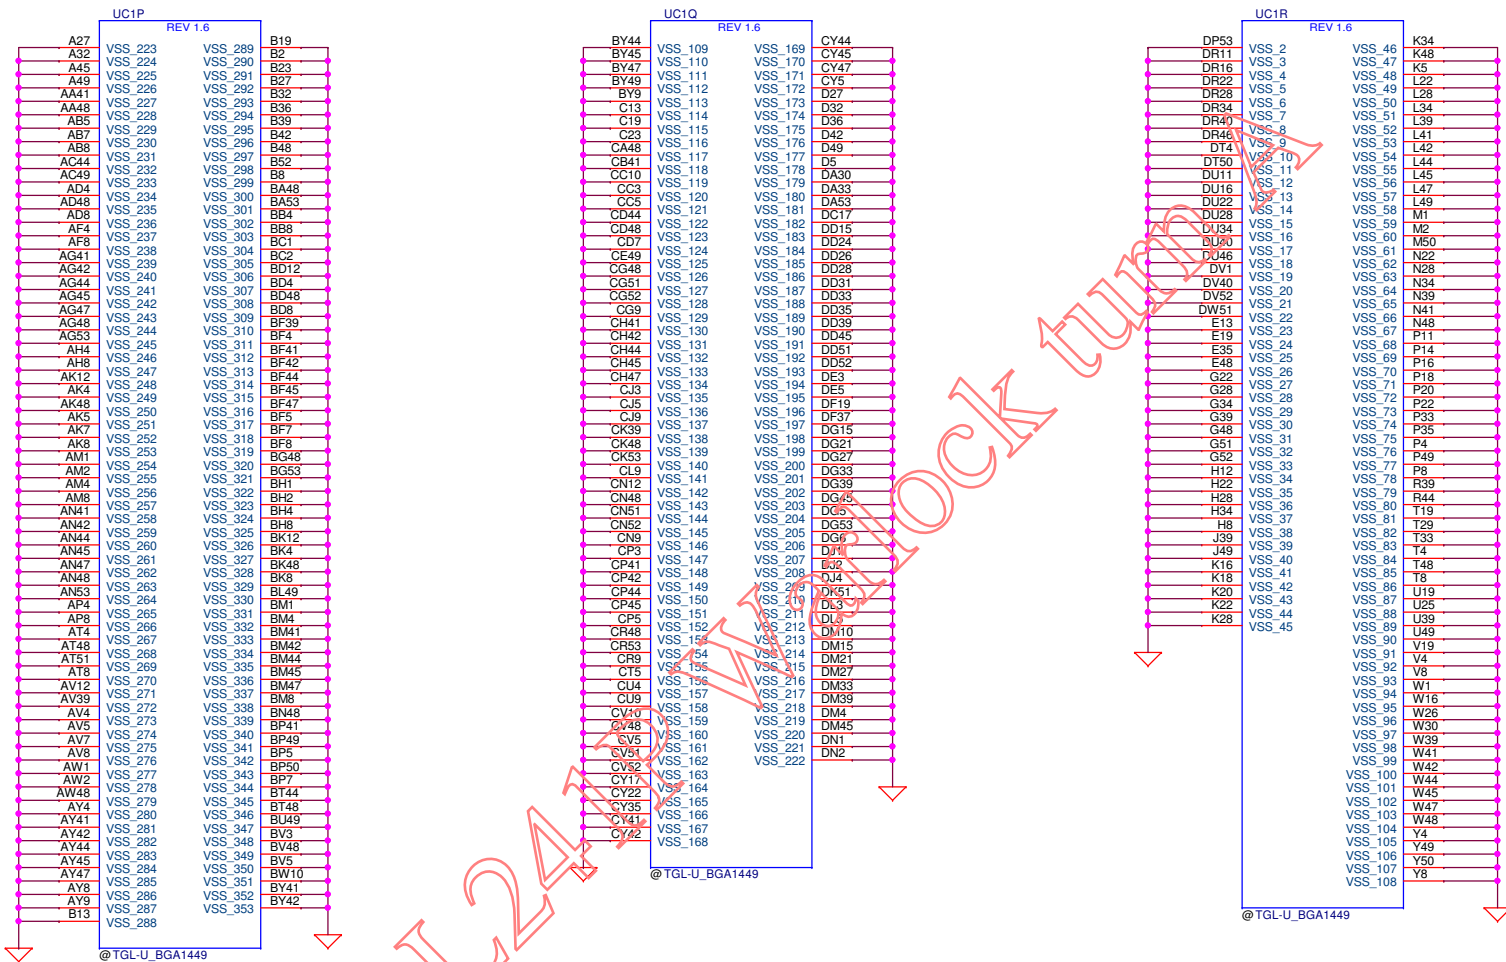 UC1P
REV 1.6
A27 VSS_223 VSS_289 B19
A32 VSS_224 VSS_290 B2
A45 VSS_225 VSS_291 B23
A49 VSS_226 VSS_292 B27
AA41 VSS_227 VSS_293 B32
AA48 VSS_228 VSS_294 B36
AB5 VSS_229 VSS_295 B39
AB7 VSS_230 VSS_296 B42
AB8 VSS_231 VSS_297 B48
AC44 VSS_232 VSS_298 B52
AC49 VSS_233 VSS_299 B8
AD4 VSS_234 VSS_300 BA48
AD48 VSS_235 VSS_301 BA53
AD8 VSS_236 VSS_302 BB4
AF4 VSS_237 VSS_303 BB8
AF8 VSS_238 VSS_304 BC1
AG41 VSS_239 VSS_305 BC2
AG42 VSS_240 VSS_306 BD12
AG44 VSS_241 VSS_307 BD4
AG45 VSS_242 VSS_308 BD48
AG47 VSS_243 VSS_309 BD8
AG48 VSS_244 VSS_310 BF39
AG53 VSS_245 VSS_311 BF4
AH4 VSS_246 VSS_312 BF41
AH8 VSS_247 VSS_313 BF42
AK12 VSS_248 VSS_314 BF44
AK4 VSS_249 VSS_315 BF45
AK48 VSS_250 VSS_316 BF47
AK5 VSS_251 VSS_317 BF5
AK7 VSS_252 VSS_318 BF7
AK8 VSS_253 VSS_319 BF8
AM1 VSS_254 VSS_320 BG48
AM2 VSS_255 VSS_321 BG53
AM4 VSS_256 VSS_322 BH1
AM8 VSS_257 VSS_323 BH2
AN41 VSS_258 VSS_324 BH4
AN42 VSS_259 VSS_325 BH8
AN44 VSS_260 VSS_326 BK12
AN45 VSS_261 VSS_327 BK4
AN47 VSS_262 VSS_328 BK48
AN48 VSS_263 VSS_329 BK8
AN53 VSS_264 VSS_330 BL49
AP4 VSS_265 VSS_331 BM1
AP8 VSS_266 VSS_332 BM4
AT4 VSS_267 VSS_333 BM41
AT48 VSS_268 VSS_334 BM42
AT51 VSS_269 VSS_335 BM44
AT8 VSS_270 VSS_336 BM45
AV12 VSS_271 VSS_337 BM47
AV39 VSS_272 VSS_338 BM8
AV4 VSS_273 VSS_339 BN48
AV5 VSS_274 VSS_340 BP41
AV7 VSS_275 VSS_341 BP49
AV8 VSS_276 VSS_342 BP5
AW1 VSS_277 VSS_343 BP50
AW2 VSS_278 VSS_344 BP7
AW48 VSS_279 VSS_345 BT44
AY4 VSS_280 VSS_346 BT48
AY41 VSS_281 VSS_347 BU49
AY42 VSS_282 VSS_348 BV3
AY44 VSS_283 VSS_349 BV48
AY45 VSS_284 VSS_350 BV5
AY47 VSS_285 VSS_351 BW10
AY8 VSS_286 VSS_352 BY41
AY9 VSS_287 VSS_353 BY42
B13 VSS_288
@ TGL-U_BGA1449
UC1Q
REV 1.6
BY44 VSS_109 VSS_169 CY44
BY45 VSS_110 VSS_170 CY45
BY47 VSS_111 VSS_171 CY47
BY49 VSS_112 VSS_172 CY5
BY9 VSS_113 VSS_173 D27
C13 VSS_114 VSS_174 D32
C19 VSS_115 VSS_175 D36
C23 VSS_116 VSS_176 D42
CA48 VSS_117 VSS_177 D49
CB41 VSS_118 VSS_178 D5
CC10 VSS_119 VSS_179 DA30
CC3 VSS_120 VSS_180 DA33
CC5 VSS_121 VSS_181 DA53
CD44 VSS_122 VSS_182 DC17
CD48 VSS_123 VSS_183 DD15
CD7 VSS_124 VSS_184 DD24
CE49 VSS_125 VSS_185 DD26
CG48 VSS_126 VSS_186 DD28
CG51 VSS_127 VSS_187 DD31
CG52 VSS_128 VSS_188 DD33
CG9 VSS_129 VSS_189 DD35
CH41 VSS_130 VSS_190 DD39
CH42 VSS_131 VSS_191 DD45
CH44 VSS_132 VSS_192 DD51
CH45 VSS_133 VSS_193 DD52
CH47 VSS_134 VSS_194 DE3
CJ3 VSS_135 VSS_195 DE5
CJ5 VSS_136 VSS_196 DF19
CJ9 VSS_137 VSS_197 DF37
CK39 VSS_138 VSS_198 DG15
CK48 VSS_139 VSS_199 DG21
CK53 VSS_140 VSS_200 DG27
CL9 VSS_141 VSS_201 DG33
CN12 VSS_142 VSS_202 DG39
CN48 VSS_143 VSS_203 DG45
CN51 VSS_144 VSS_204 DG5
CN52 VSS_145 VSS_205 DG53
CN9 VSS_146 VSS_206 DG6
CP3 VSS_147 VSS_207 DJ1
CP41 VSS_148 VSS_208 DJ2
CP42 VSS_149 VSS_209 DJ4
CP44 VSS_150 VSS_210 DK51
CP45 VSS_151 VSS_211 DL3
CP5 VSS_152 VSS_212
CR48 VSS_153 VSS_213 DM10
CR53 VSS_154 VSS_214 DM15
CR9 VSS_155 VSS_215 DM21
CT5 VSS_156 VSS_216 DM27
CU4 VSS_157 VSS_217 DM33
CU9 VSS_158 VSS_218 DM39
CV10 VSS_159 VSS_219 DM4
CV48 VSS_160 VSS_220 DM45
CV5 VSS_161 VSS_221 DN1
CV51 VSS_162 VSS_222 DN2
CV52 VSS_163
CY17 VSS_164
CY22 VSS_165
CY35 VSS_166
CY41 VSS_167
CY42 VSS_168
@ TGL-U_BGA1449
UC1R
REV 1.6
DP53 VSS_2 VSS_46 K34
DR11 VSS_3 VSS_47 K48
DR16 VSS_4 VSS_48 K5
DR22 VSS_5 VSS_49 L22
DR28 VSS_6 VSS_50 L28
DR34 VSS_7 VSS_51 L34
DR40 VSS_8 VSS_52 L39
DR46 VSS_9 VSS_53 L41
DT4 VSS_10 VSS_54 L42
DT50 VSS_11 VSS_55 L44
DU11 VSS_12 VSS_56 L45
DU16 VSS_13 VSS_57 L47
DU22 VSS_14 VSS_58 L49
DU28 VSS_15 VSS_59 M1
DU34 VSS_16 VSS_60 M2
DU40 VSS_17 VSS_61 M50
DU46 VSS_18 VSS_62 N22
DV1 VSS_19 VSS_63 N28
DV40 VSS_20 VSS_64 N34
DV52 VSS_21 VSS_65 N39
DW51 VSS_22 VSS_66 N41
E13 VSS_23 VSS_67 N48
E19 VSS_24 VSS_68 P11
E35 VSS_25 VSS_69 P14
E48 VSS_26 VSS_70 P16
G22 VSS_27 VSS_71 P18
G28 VSS_28 VSS_72 P20
G34 VSS_29 VSS_73 P22
G39 VSS_30 VSS_74 P33
G48 VSS_31 VSS_75 P35
G51 VSS_32 VSS_76 P4
G52 VSS_33 VSS_77 P49
H12 VSS_34 VSS_78 P8
H22 VSS_35 VSS_79 R39
H28 VSS_36 VSS_80 R44
H34 VSS_37 VSS_81 T19
H8 VSS_38 VSS_82 T29
J39 VSS_39 VSS_83 T33
J49 VSS_40 VSS_84 T4
K16 VSS_41 VSS_85 T48
K18 VSS_42 VSS_86 T8
K20 VSS_43 VSS_87 U19
K22 VSS_44 VSS_88 U25
K28 VSS_45 VSS_89 U39
VSS_90 U49
VSS_91 V19
VSS_92 V4
VSS_93 V8
VSS_94 W1
VSS_95 W16
VSS_96 W26
VSS_97 W30
VSS_98 W39
VSS_99 W41
VSS_100 W42
VSS_101 W44
VSS_102 W45
VSS_103 W47
VSS_104 W48
VSS_105 Y4
VSS_106 Y49
VSS_107 Y50
VSS_108 Y8
@ TGL-U_BGA1449
L241P Warlock tum A